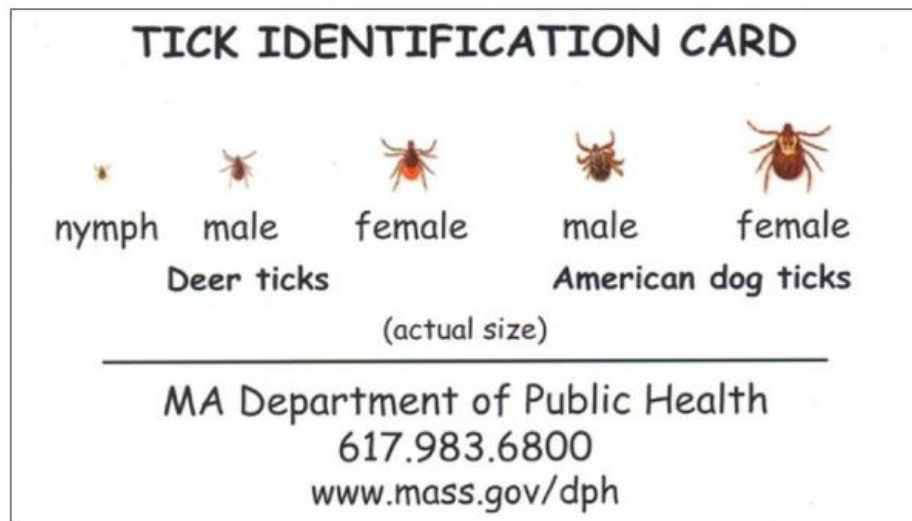 TICK IDENTIFICATION CARD
nymph male female male female
Deer ticks American dog ticks
(actual size)
MA Department of Public Health
617.983.6800
www.mass.gov/dph